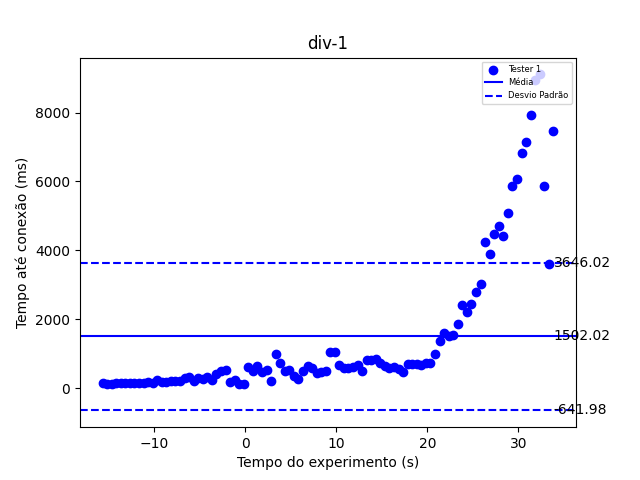 div-1
Tester 1
Média
Desvio Padrão
8000
6000
4000
2000
0
3646.02
1502.02
-641.98
−10
0
10
20
30
Tempo até conexão (ms)
Tempo do experimento (s)